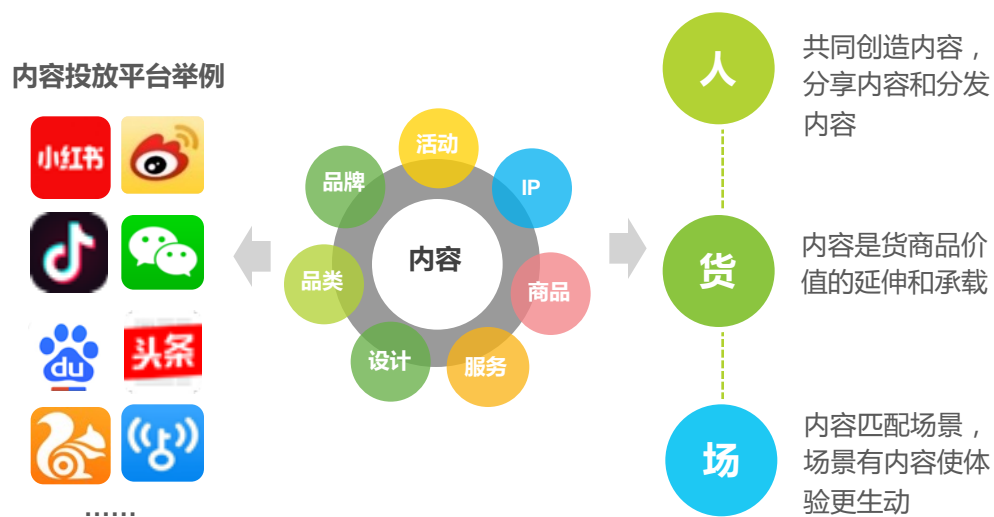 内容投放平台举例
小红书
du
头条
......
活动
品牌
IP
内容
品类
商品
设计
服务
人
共同创造内容，
分享内容和分发
内容
货
内容是货商品价
值的延伸和承载
场
内容匹配场景，
场景有内容使体
验更生动